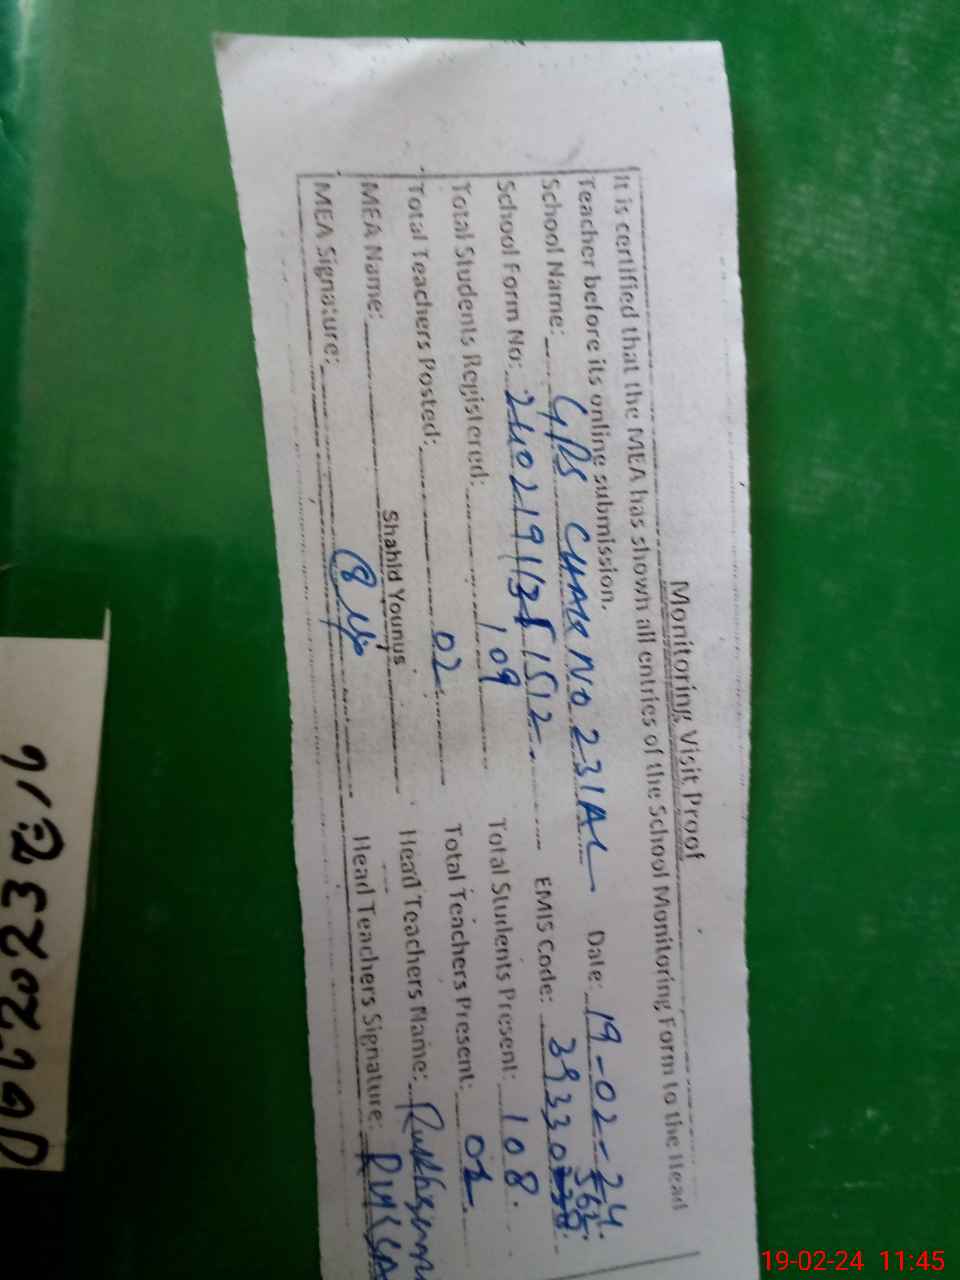 Monitoring Visit Proof
It is certified that the MEA has shown all entries of the School Monitoring Form to the Head
Teacher before its online submission. Date: 19-02-24
School Name: GPS CHAK NO 231AL EMIS Code: 39330565
School Form No: Total Students Present: 108
Total Students Registered: 109 Total Teachers Present: 02
Total Teachers Posted: 02 Head Teachers Name:
MEA Name: Shahid Younus Head Teachers Signature:
MEA Signature:
2023
19-02-24 11:45